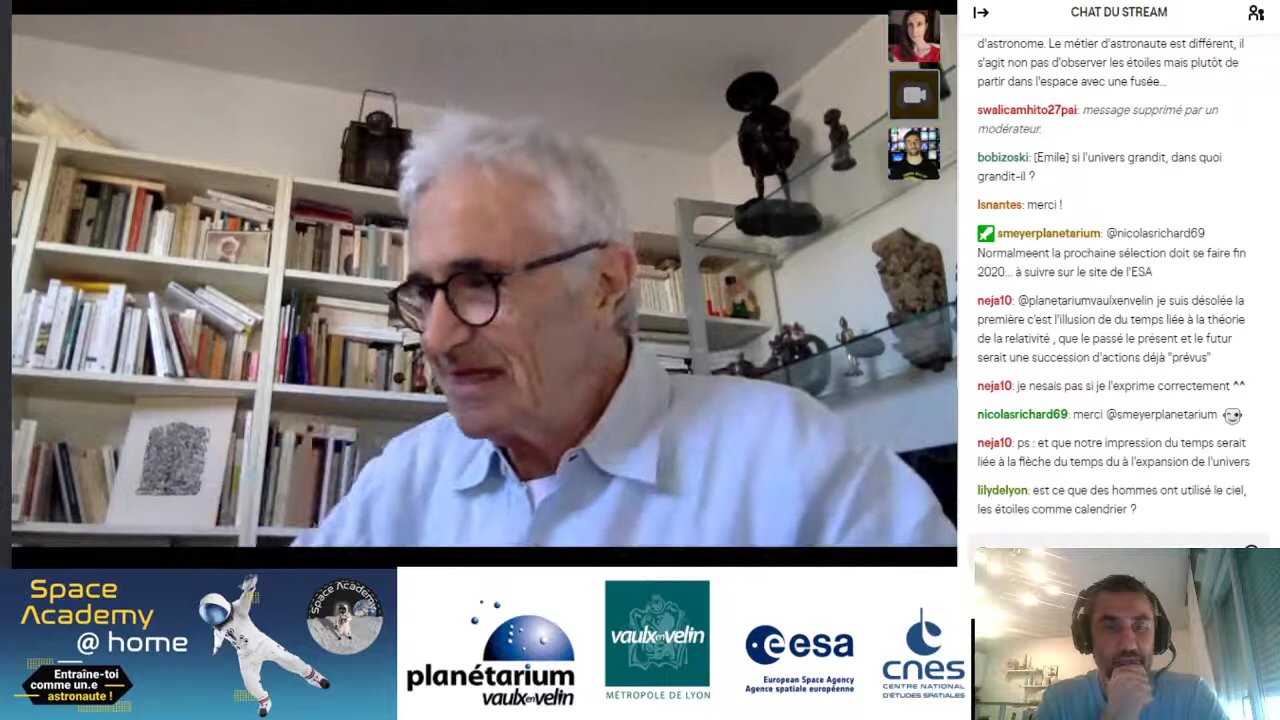 CHAT DU STREAM
d'astronome. Le métier d'astronaute est différent, il
s'agit non pas d'observer les étoiles mais plutôt de
partir dans l'espace avec une fusée...
swalicamhito27pai: message supprimé par un
modérateur.
bobizoski: [Emile] si l'univers grandit, dans quoi
grandit-il ?
lsnantes: merci !
smeyerplanetarium: @nicolasrichard69
Normalmeent la prochaine sélection doit se faire fin
2020... à suivre sur le site de l'ESA
neja10: @planetariumvaulxenvelin je suis désolée la
première c'est l'illusion de du temps liée à la théorie
de la relativité , que le passé le présent et le futur
serait une succession d'actions déjà "prévus"
neja10: je nesais pas si je l'exprime correctement ^^
nicolasrichard69: merci @smeyerplanetarium
neja10: ps : et que notre impression du temps serait
liée à la flèche du temps du à l'expansion de l'univers
lilydelyon: est ce que des hommes ont utilisé le ciel,
les étoiles comme calendrier ?
Space
Academy
@ home
Entraîne-toi
comme un.e
astronaute !
Space Academy
planétarium
vaulx en velin
vaulx en velin
MÉTROPOLE DE LYON
esa
European Space Agency
Agence spatiale européenne
cnes
CENTRE NATIONAL
D'ÉTUDES SPATIALES